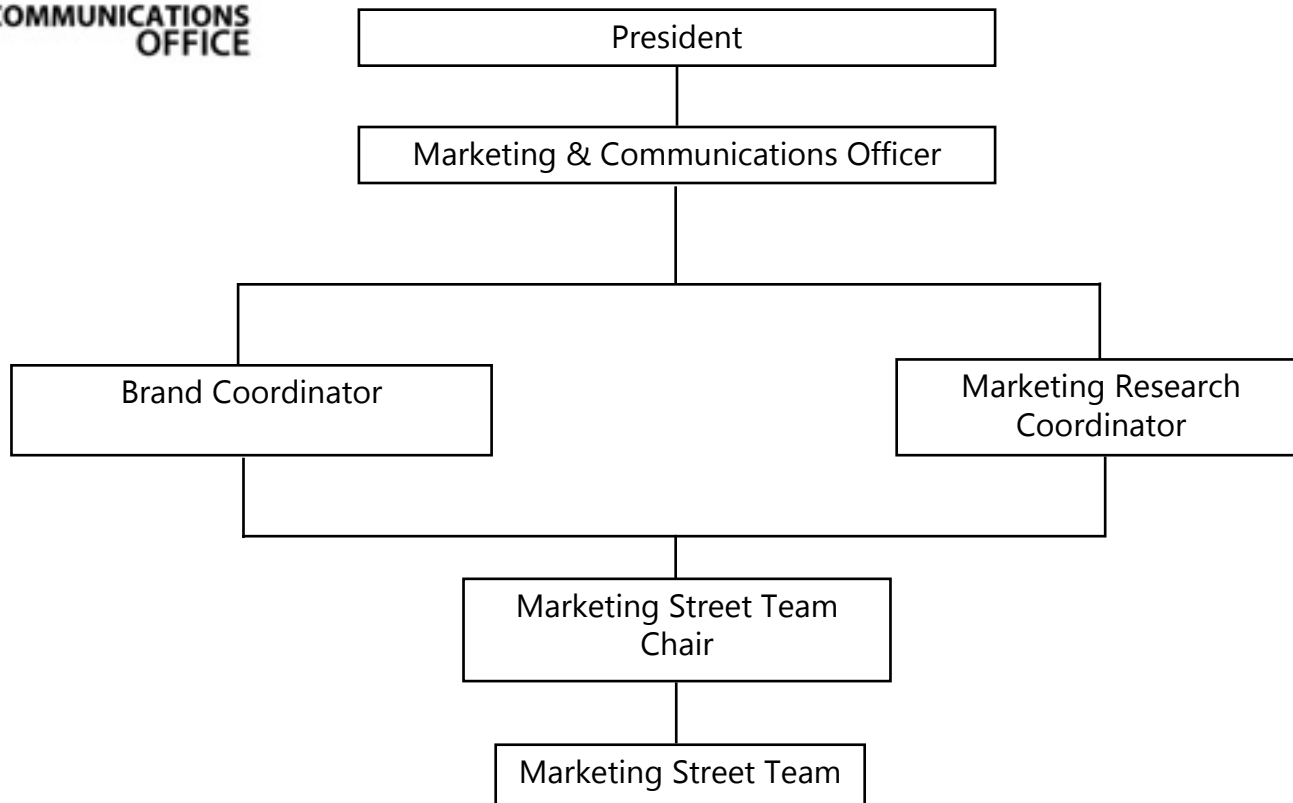 COMMUNICATIONS
OFFICE
President
Marketing & Communications Officer
Brand Coordinator
Marketing Research
Coordinator
Marketing Street Team
Chair
Marketing Street Team